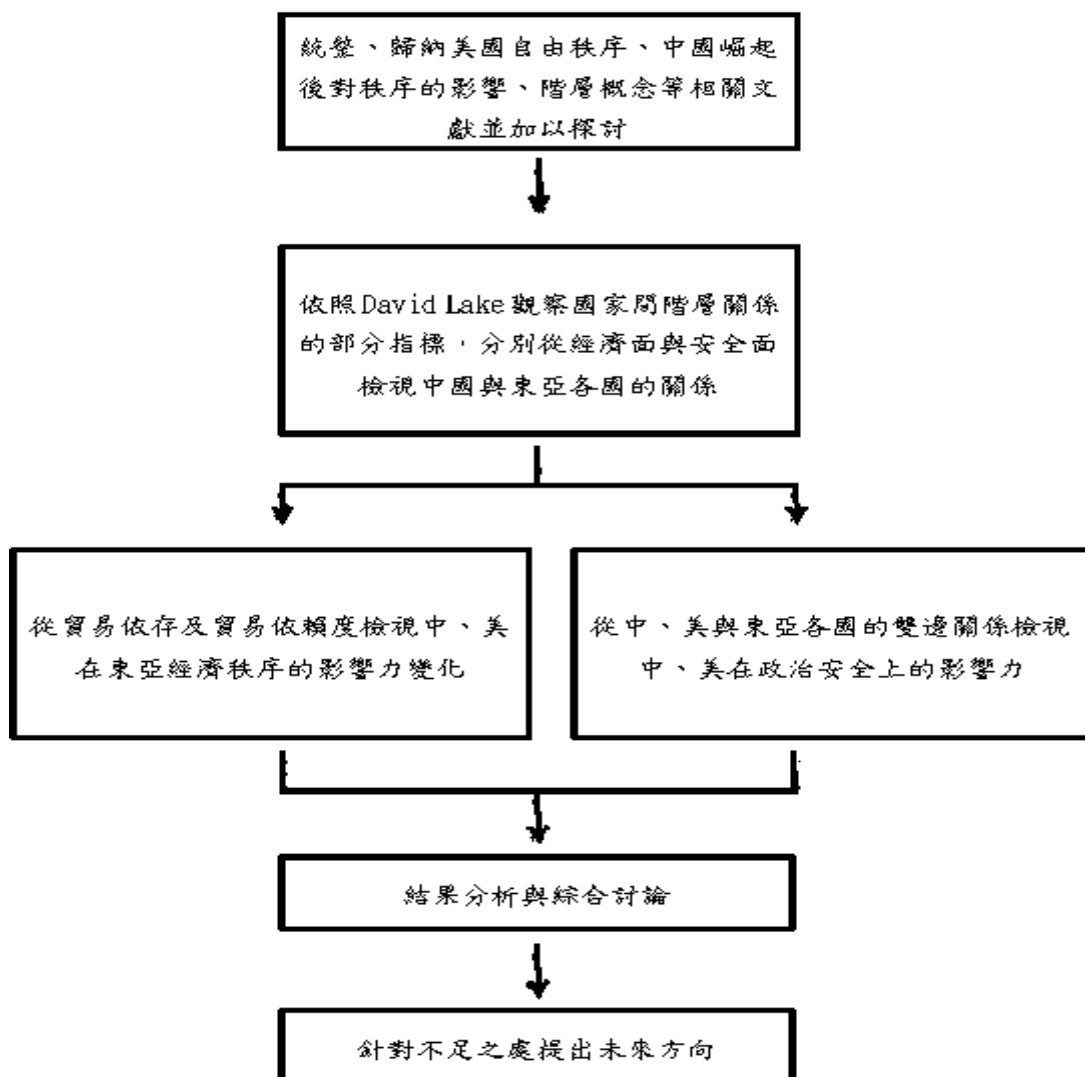 統整、歸納美國自由秩序、中國崛起
後對秩序的影響、階層概念等相關文
獻並加以探討
依照David Lake觀察國家間階層關係
的部分指標，分別從經濟面與安全面
檢視中國與東亞各國的關係
從貿易依存及貿易依賴度檢視中、美
在東亞經濟秩序的影響力變化
從中、美與東亞各國的雙邊關係檢視
中、美在政治安全上的影響力
結果分析與綜合討論
針對不足之處提出未來方向